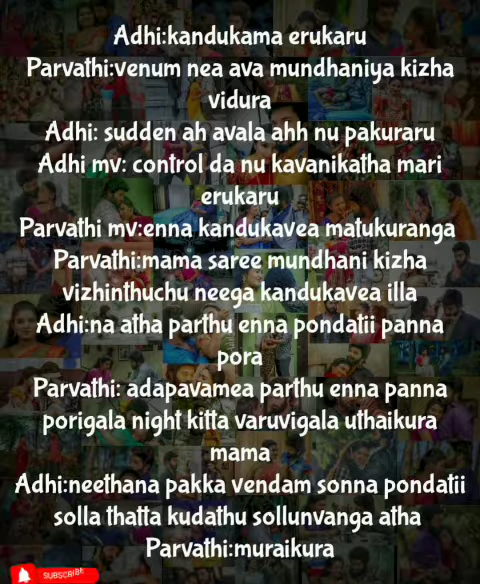 Adhi:kandukama erukaru
Parvathi:venum nea ava mundhaniya kizha
vidura
Adhi: sudden ah avala ahh nu pakuraru
Adhi mv: control da nu kavanikatha mari
erukaru
Parvathi mv:enna kandukavea matukuranga
Parvathi:mama saree mundhani kizha
vizhinthuchu neega kandukavea illa
Adhi:na atha parthu enna pondatii panna
pora
Parvathi: adapavamea parthu enna panna
porigala night kitta varuvigala uthaikura
mama
Adhi:neethana pakka vendam sonna pondatii
solla thatta kudathu sollunvanga atha
Parvathi:muraikura
SUBSCRIBE